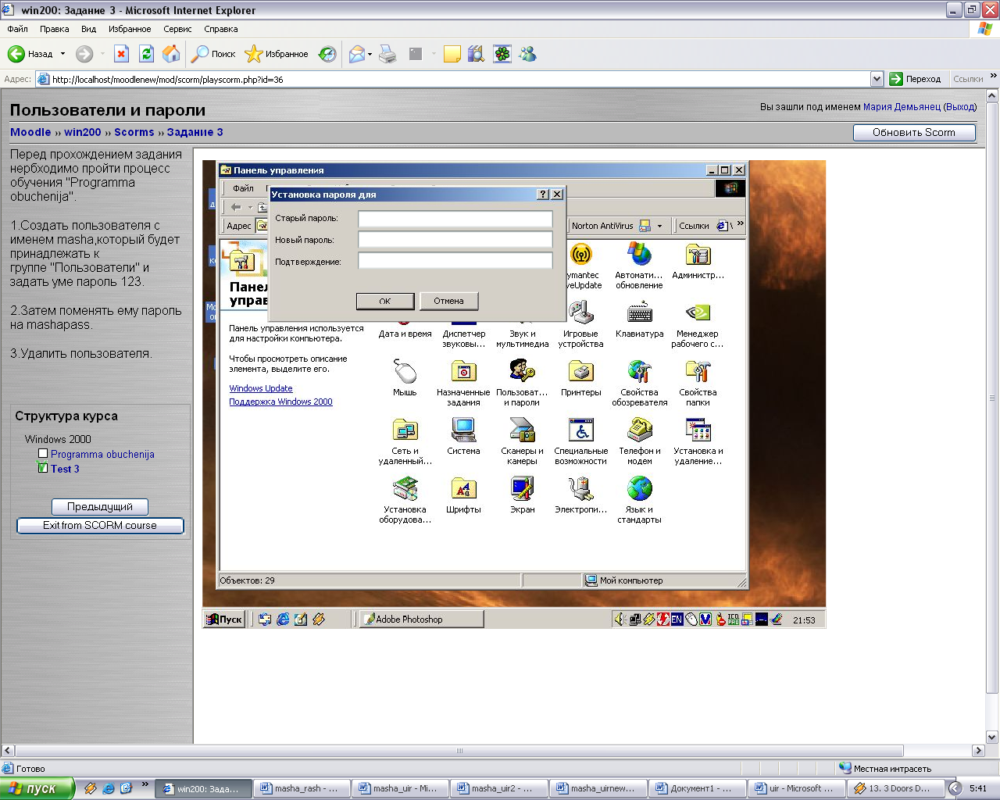 win200: Задание 3 - Microsoft Internet Explorer
Файл Правка Вид Избранное Сервис Справка
Назад Поиск Избранное
Адрес: http://localhost/moodlenew/mod/scorm/playscorm.php?id=36 Переход Ссылки »
Пользователи и пароли
Вы зашли под именем Мария Демьянец (Выход)
Moodle ›› win200 ›› Scorms ›› Задание 3
Обновить Scorm
Перед прохождением задания
нербходимо пройти процесс
обучения "Programma
obuchenija".
1.Создать пользователя с
именем masha,который будет
принадлежать к
группе "Пользователи" и
задать уме пароль 123.
2.Затем поменять ему пароль
на mashapass.
3.Удалить пользователя.
Структура курса
Windows 2000
Programma obuchenija
Test 3
Предыдущий
Exit from SCORM course
Панель управления
Файл
Установка пароля для
Старый пароль:
Новый пароль:
Подтверждение:
OK Отмена
Адрес
Norton AntiVirus Ссылки »
Панель управления используется
для настройки компьютера.
Чтобы просмотреть описание
элемента, выделите его.
Windows Update
Поддержка Windows 2000
Автомати...
обновление
Администр...
Дата и время
Диспетчер
звуковы...
Звук и
мультимедиа
Игровые
устройства
Клавиатура
Менеджер
рабочего с...
Мышь
Назначенные
задания
Пользоват...
и пароли
Принтеры
Свойства
обозревателя
Свойства
папки
Сеть и
удаленный...
Система
Сканеры и
камеры
Специальные
возможности
Телефон и
модем
Установка и
удаление...
Установка
оборудова...
Шрифты
Экран
Электропи...
Язык и
стандарты
Объектов: 29
Мой компьютер
Пуск Adobe Photoshop EN 21:53
Готово Местная интрасеть
пуск » win200: Зада... masha_rash - ... masha_uir - Mi... masha_uir2 - ... masha_uirnew... Документ1 - ... uir - Microsoft ... 13. 3 Doors D... 5:41